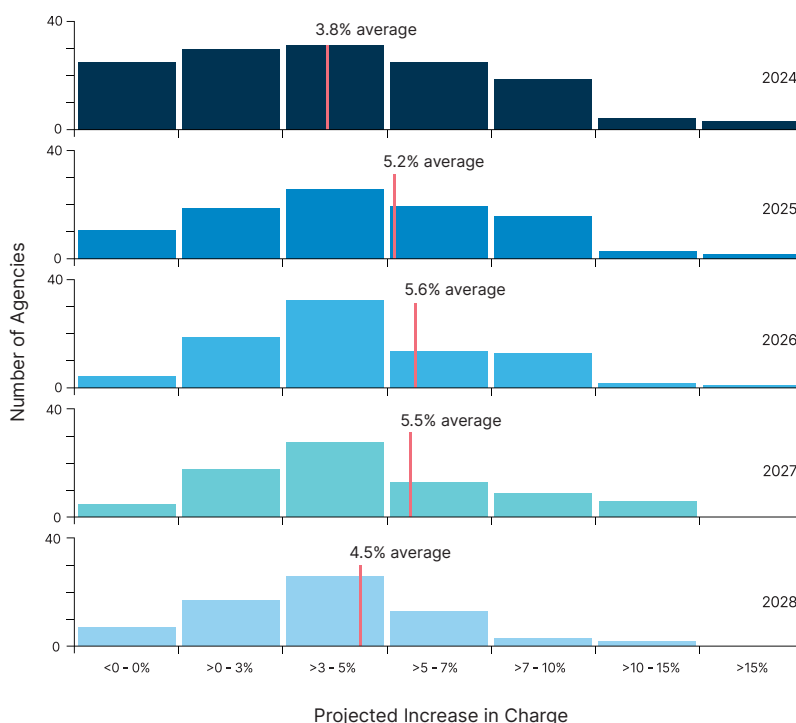 40
3.8% average
2024
0
40
5.2% average
2025
0
40
5.6% average
2026
0
40
5.5% average
2027
0
40
4.5% average
2028
0
Number of Agencies
<0 - 0% >0 - 3% >3 - 5% >5 - 7% >7 - 10% >10 - 15% >15%
Projected Increase in Charge